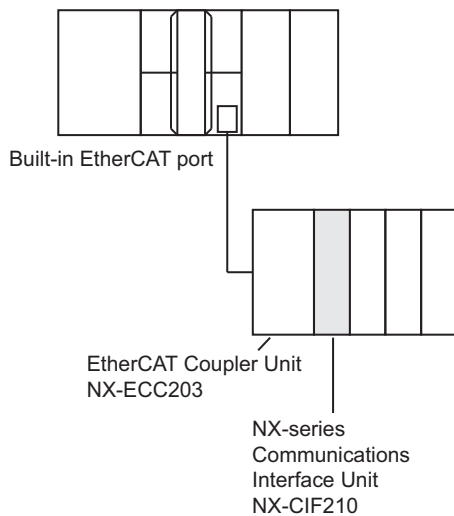 Built-in EtherCAT port
EtherCAT Coupler Unit
NX-ECC203
NX-series
Communications
Interface Unit
NX-CIF210